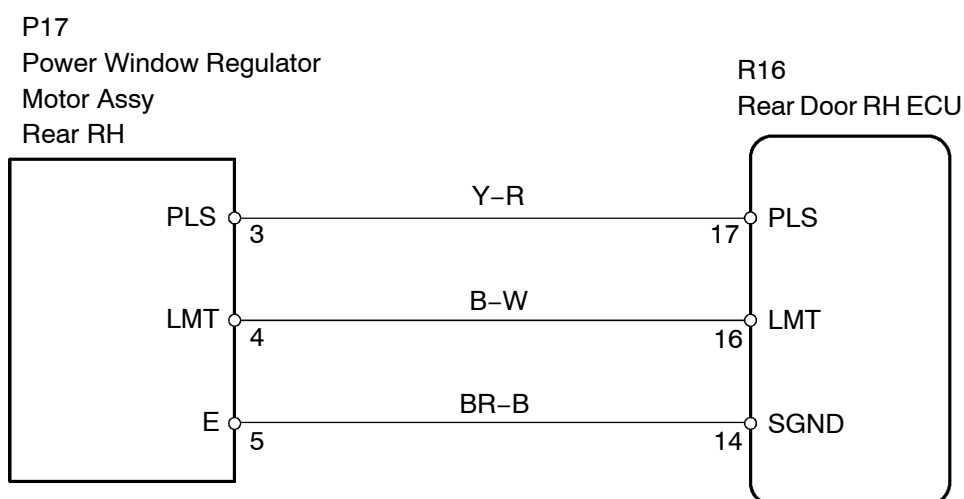 P17
Power Window Regulator
Motor Assy
Rear RH
R16
Rear Door RH ECU
PLS 3 Y–R 17 PLS
LMT 4 B–W 16 LMT
E 5 BR–B 14 SGND